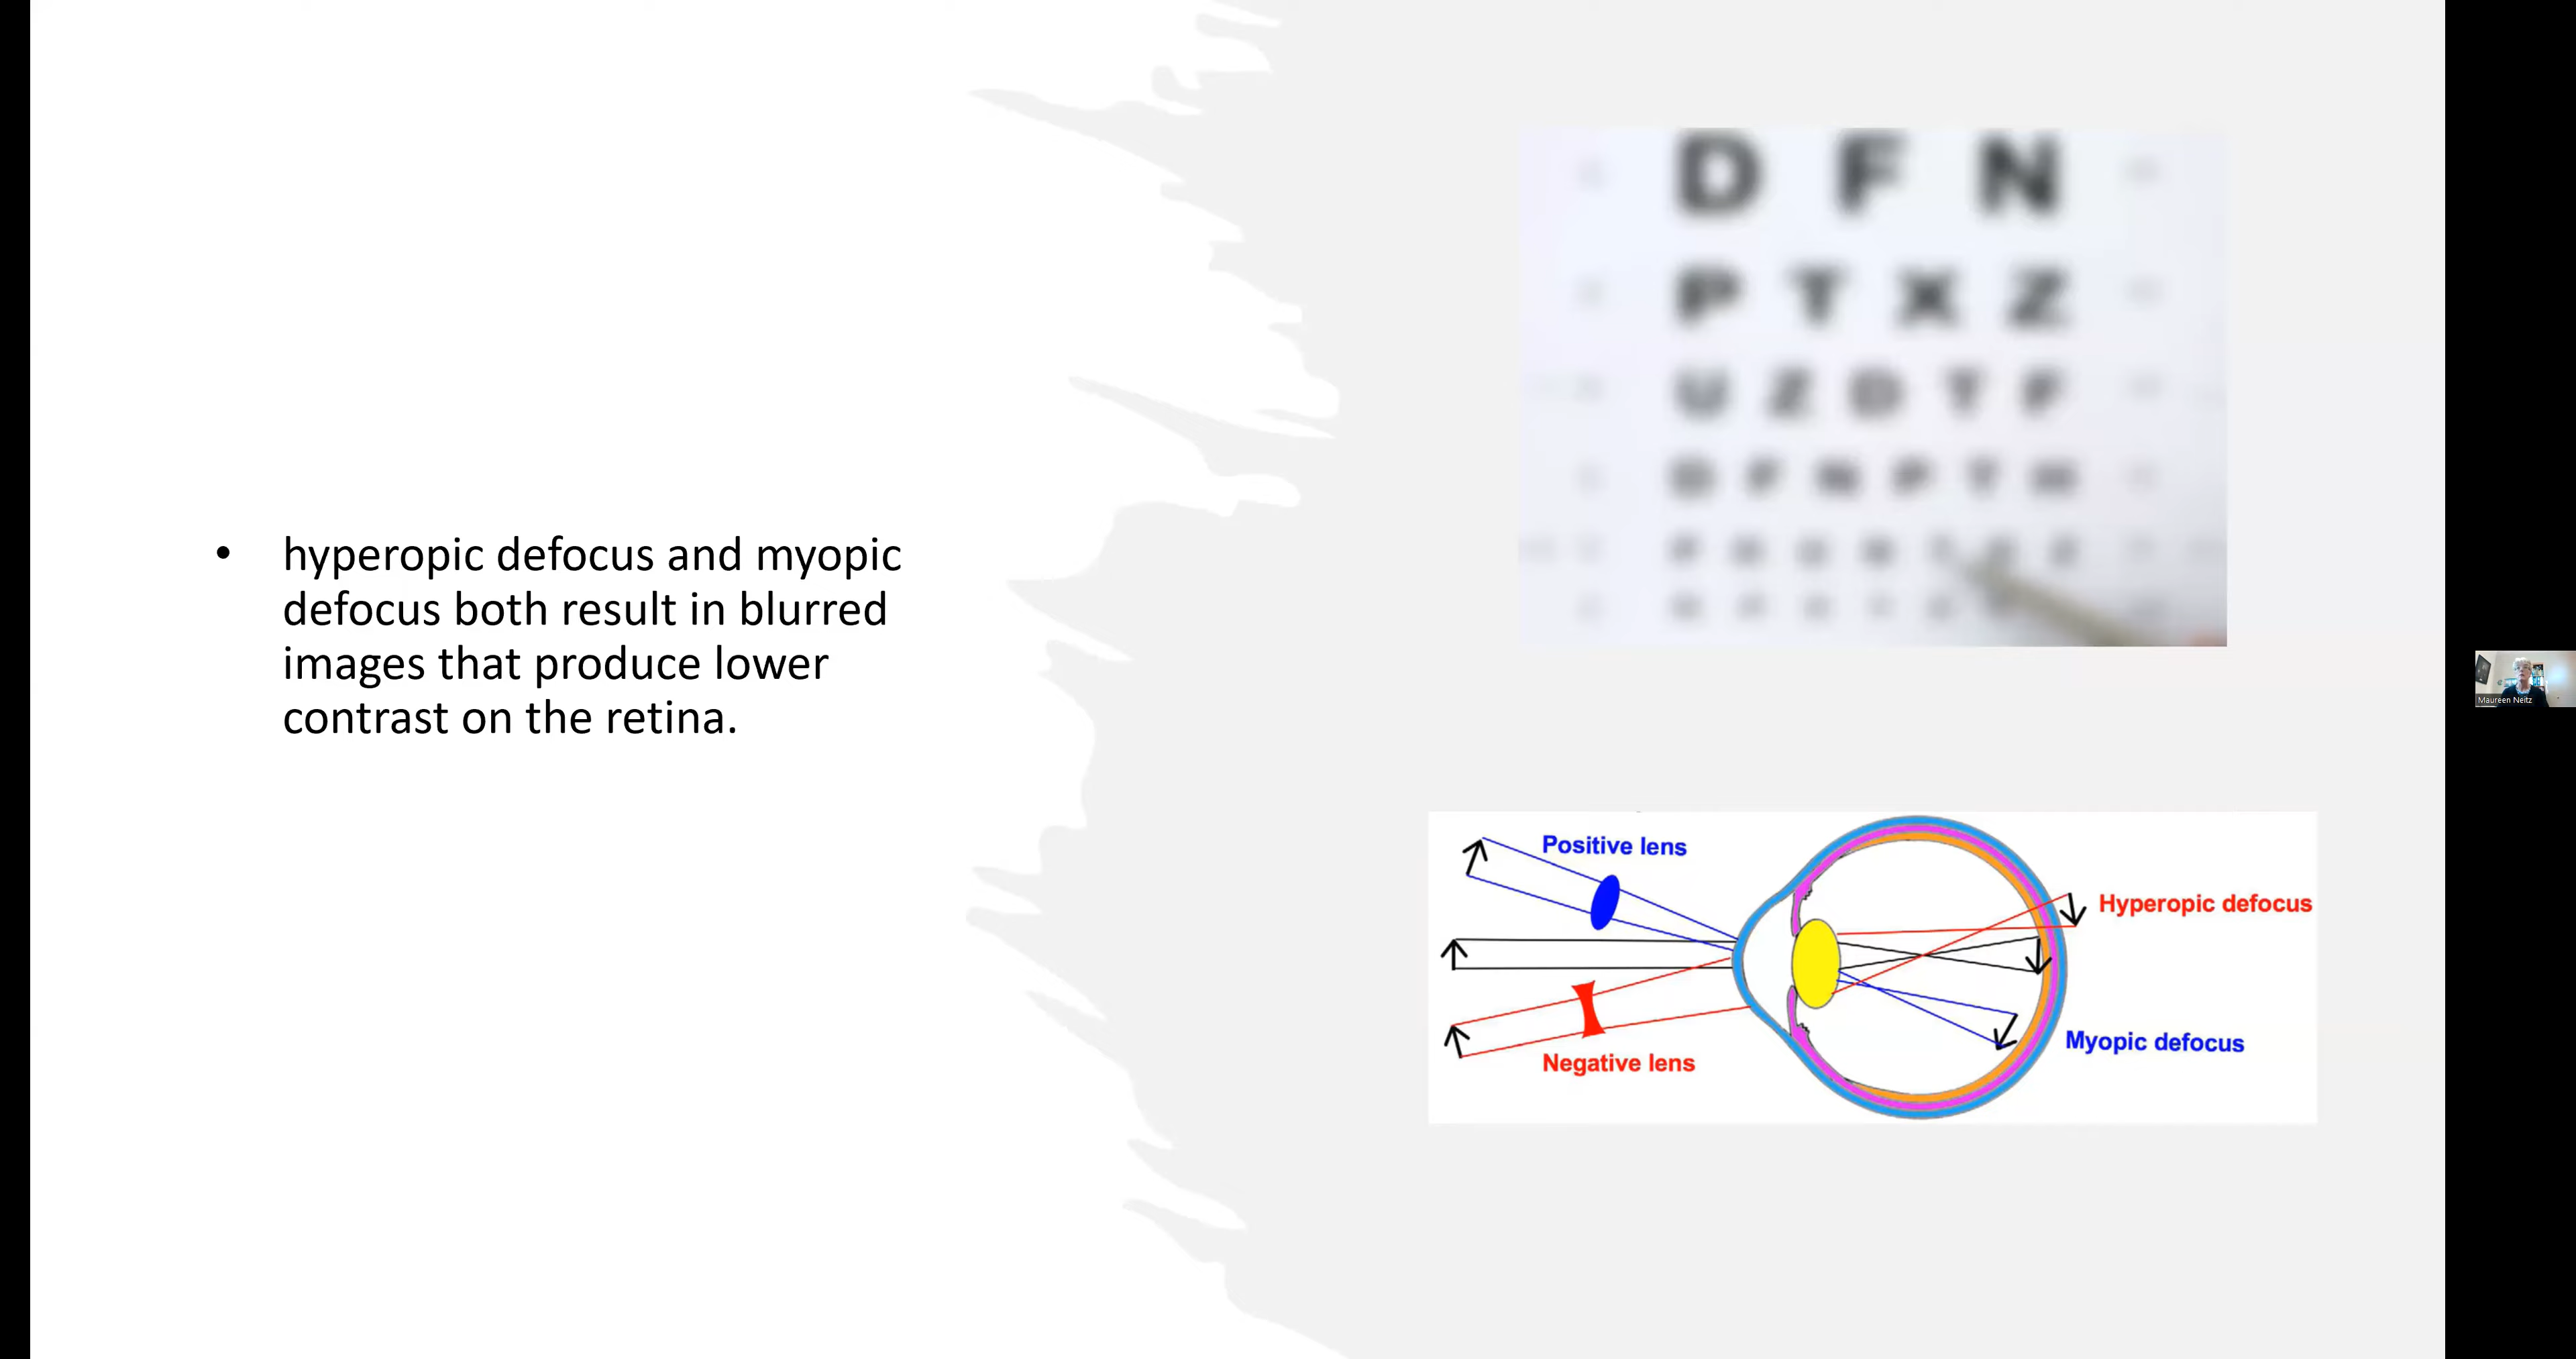 • hyperopic defocus and myopic
defocus both result in blurred
images that produce lower
contrast on the retina.
D F N
P T X Z
U Z D T F
D F N P T H
Positive lens
Hyperopic defocus
Myopic defocus
Negative lens
Maureen Neitz